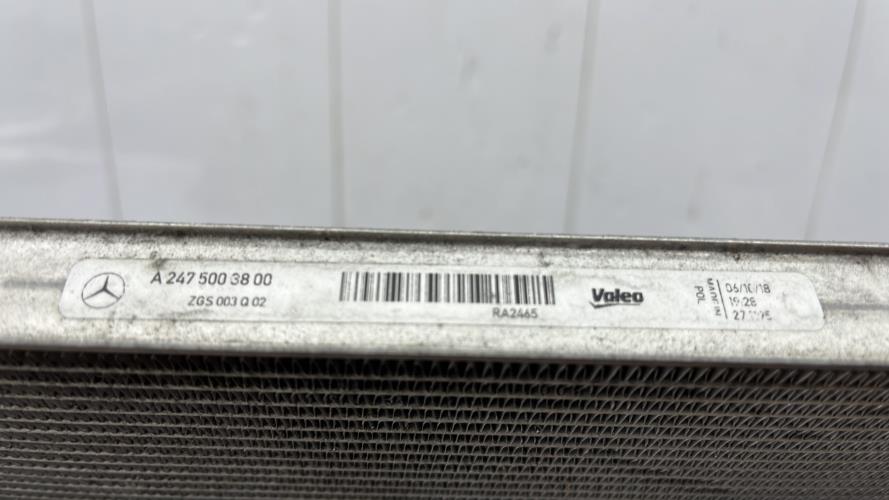 A 247 500 38 00
ZGS 003 Q 02
RA2465
Valeo
MADE IN
POL
06/10/18
19:28